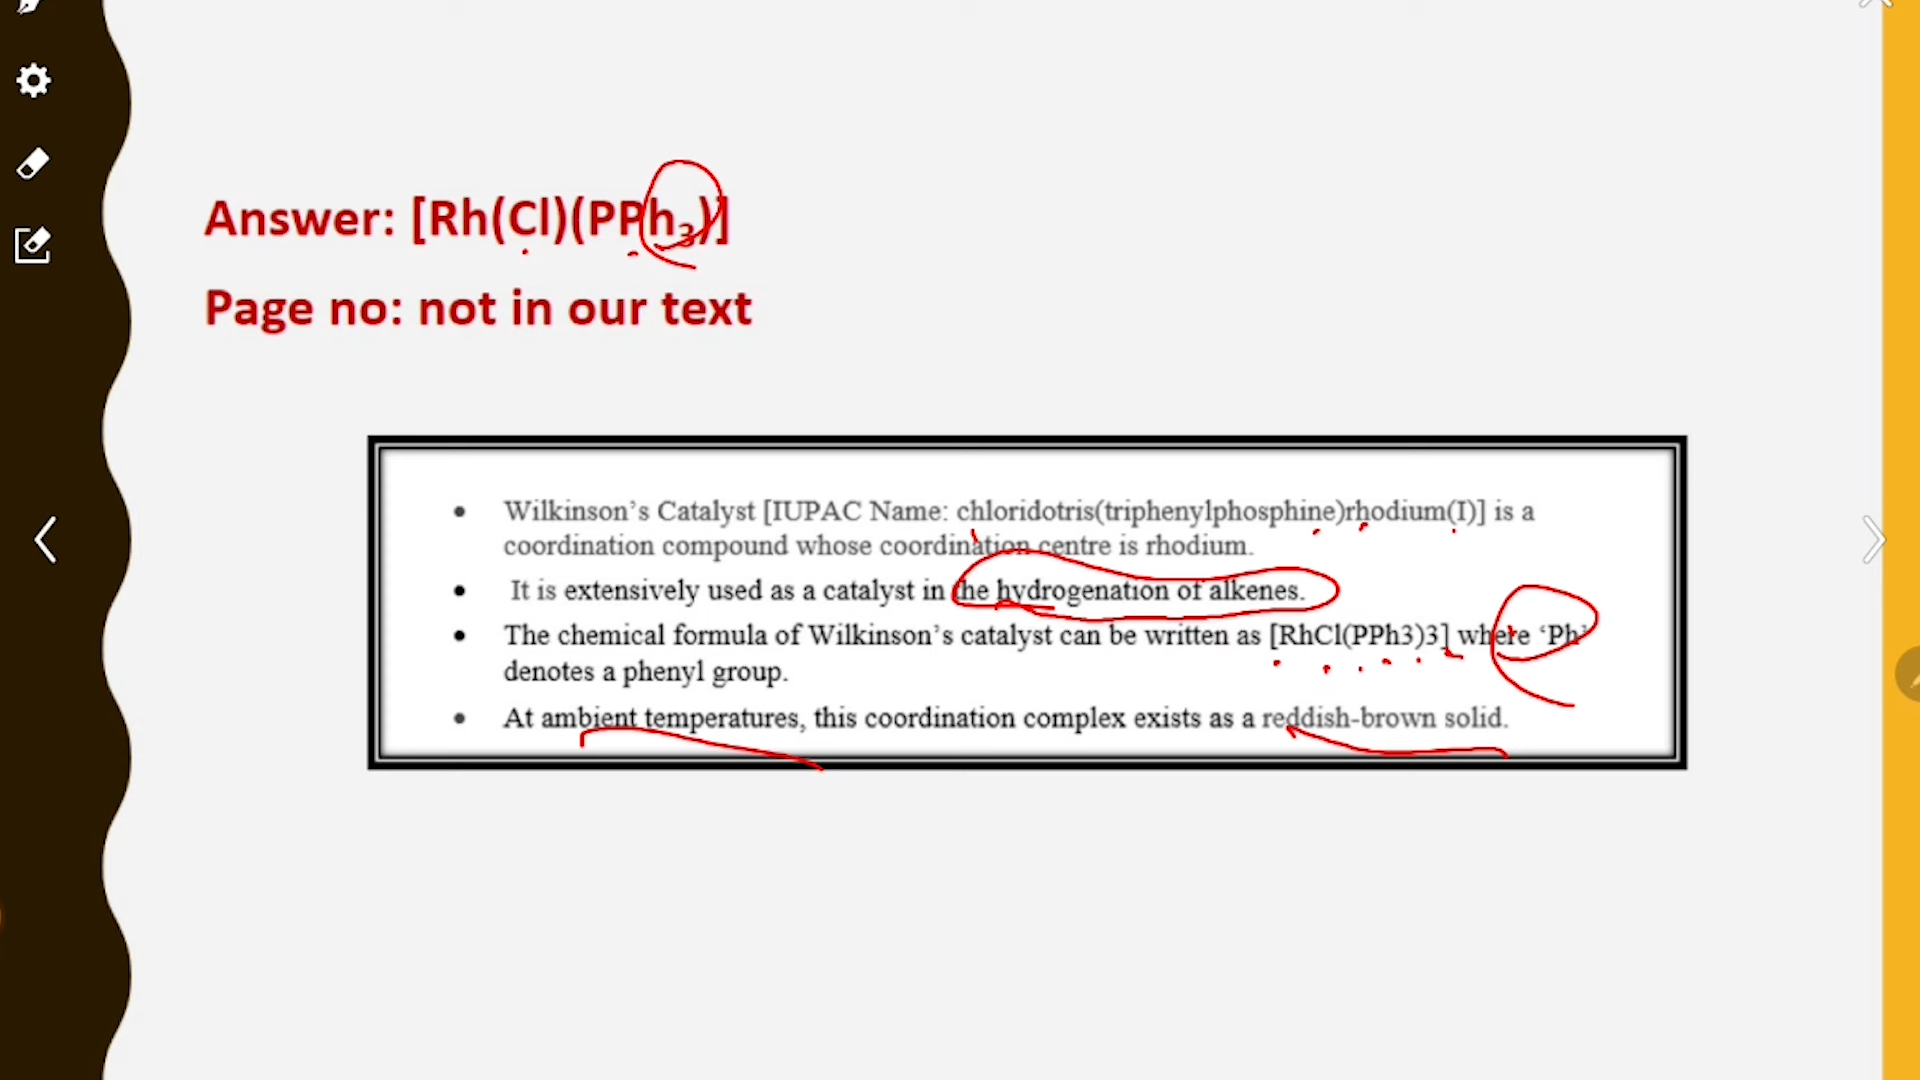 Answer: [Rh(Cl)(PPh₃)]
Page no: not in our text
• Wilkinson’s Catalyst [IUPAC Name: chloridotris(triphenylphosphine)rhodium(I)] is a
coordination compound whose coordination centre is rhodium.
• It is extensively used as a catalyst in the hydrogenation of alkenes.
• The chemical formula of Wilkinson’s catalyst can be written as [RhCl(PPh3)3] where ‘Ph’
denotes a phenyl group.
• At ambient temperatures, this coordination complex exists as a reddish-brown solid.